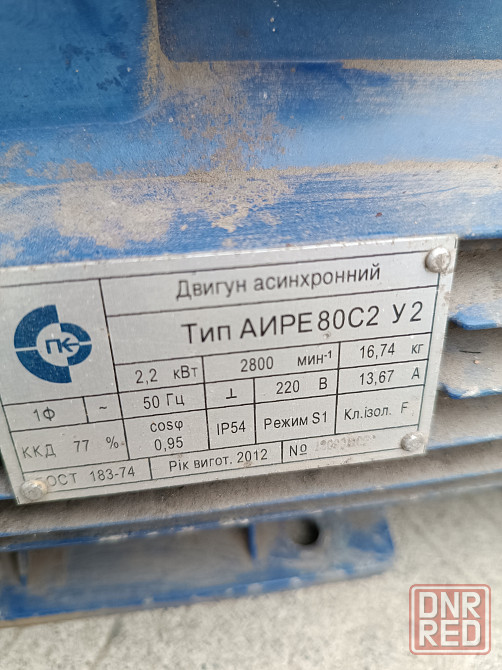 ПК
Двигун асинхронний
Тип АИРЕ80С2 У2
2,2 кВт 2800 мин-1 16,74 кг
1Ф ~ 50 Гц ⊥ 220 В 13,67 А
ККД 77 % cosφ 0,95 IP54 Режим S1 Кл.ізол. F
ОСТ 183-74 Рік вигот. 2012 №
DNR
RED